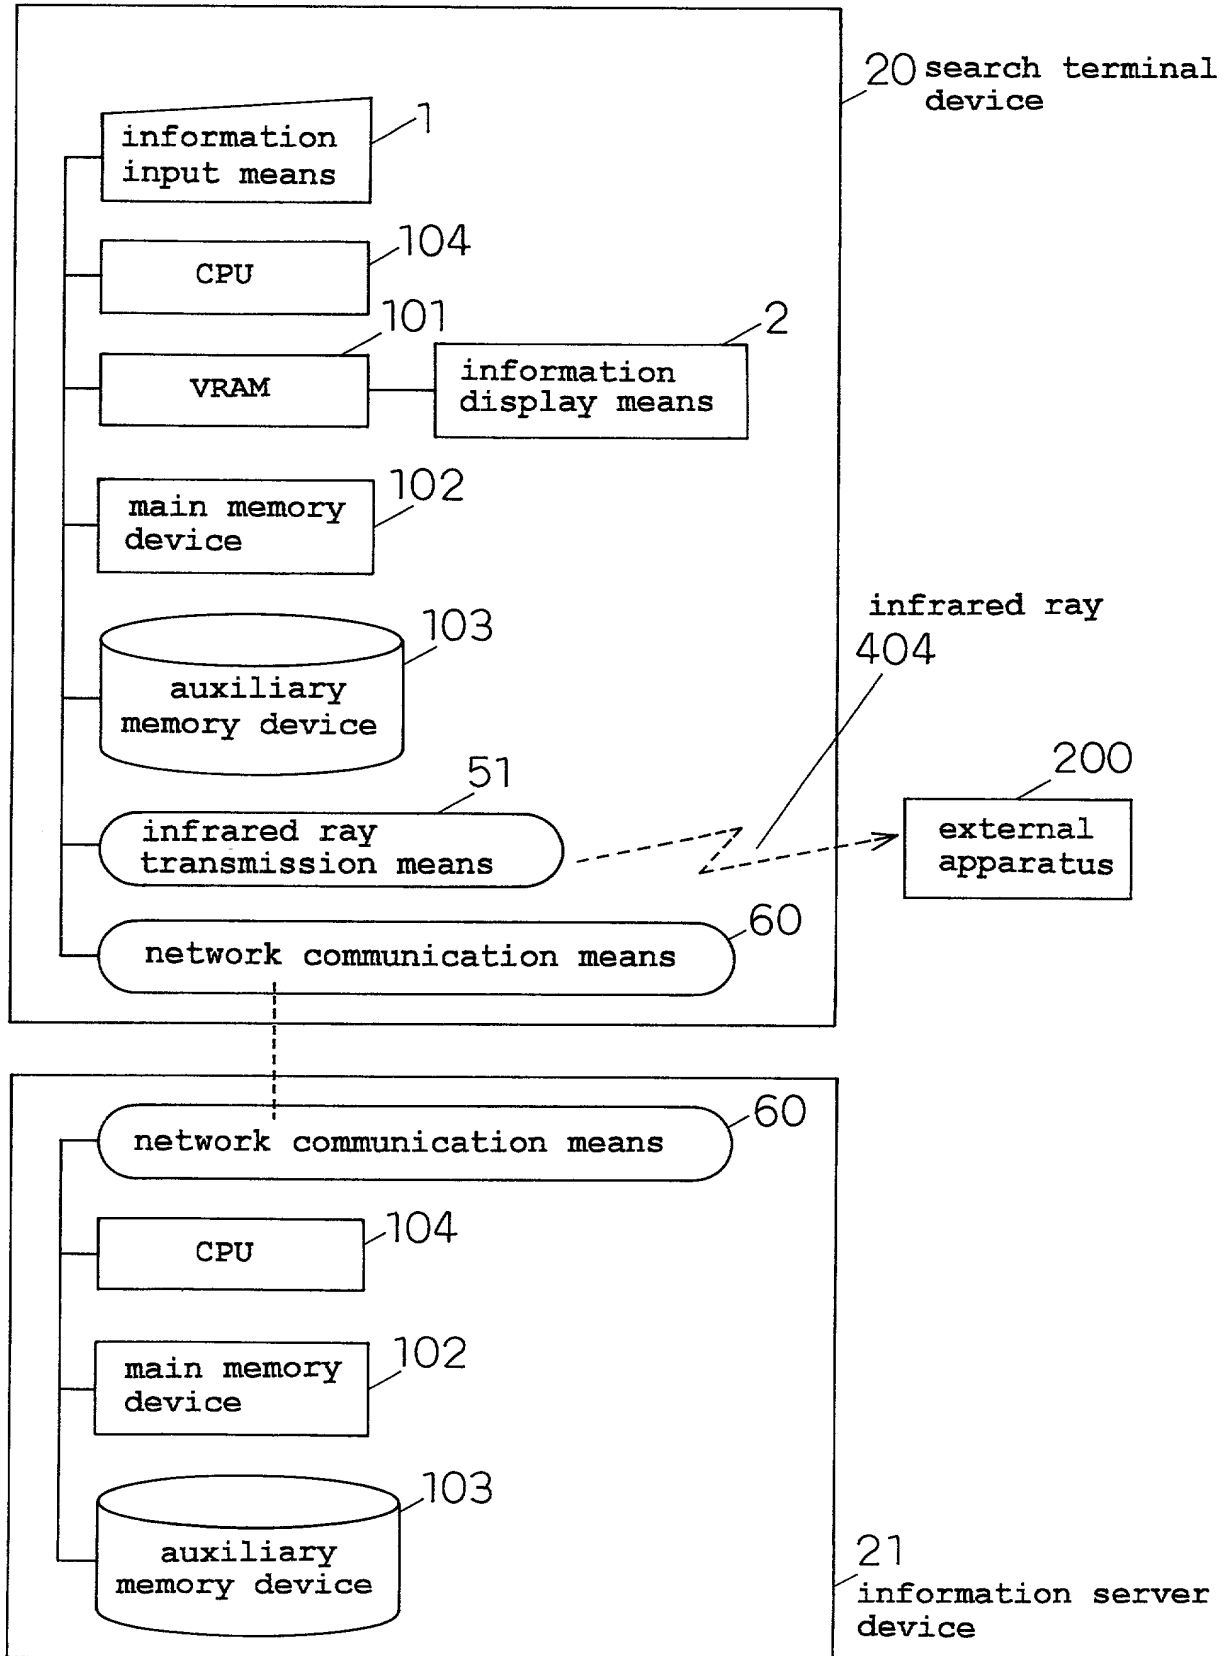 20 search terminal
device
1
information
input means
104
CPU
101
VRAM
2
information
display means
102
main memory
device
103
auxiliary
memory device
infrared ray
404
51
infrared ray
transmission means
200
external
apparatus
60
network communication means
60
network communication means
104
CPU
102
main memory
device
103
auxiliary
memory device
21
information server
device